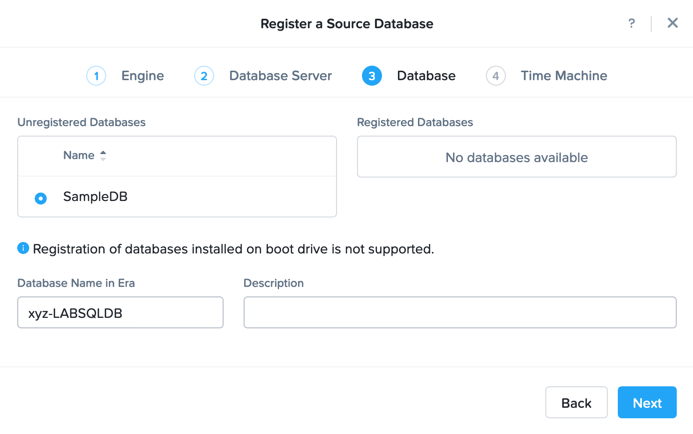 Register a Source Database
?
1 Engine 2 Database Server 3 Database 4 Time Machine
Unregistered Databases
Registered Databases
Name
No databases available
SampleDB
Registration of databases installed on boot drive is not supported.
Database Name in Era
Description
xyz-LABSQLDB
Back
Next